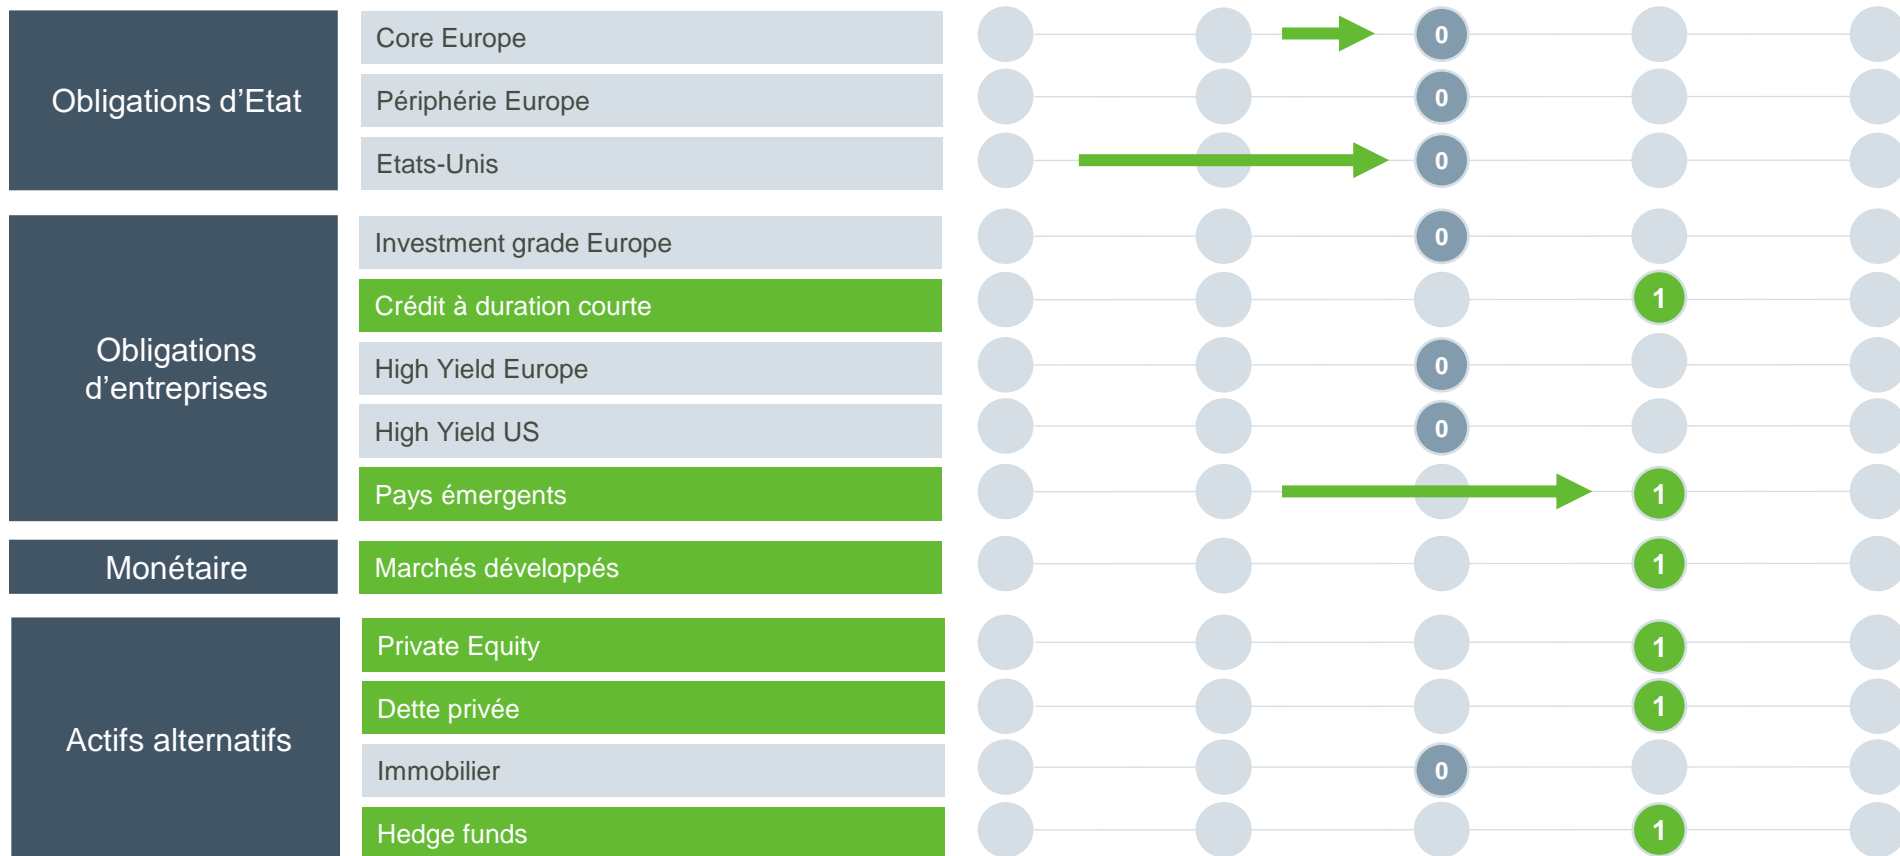 Obligations d’Etat
Core Europe
0
Périphérie Europe
0
Etats-Unis
0
Obligations
d’entreprises
Investment grade Europe
0
Crédit à duration courte
1
High Yield Europe
0
High Yield US
0
Pays émergents
1
Monétaire
Marchés développés
1
Actifs alternatifs
Private Equity
1
Dette privée
1
Immobilier
0
Hedge funds
1